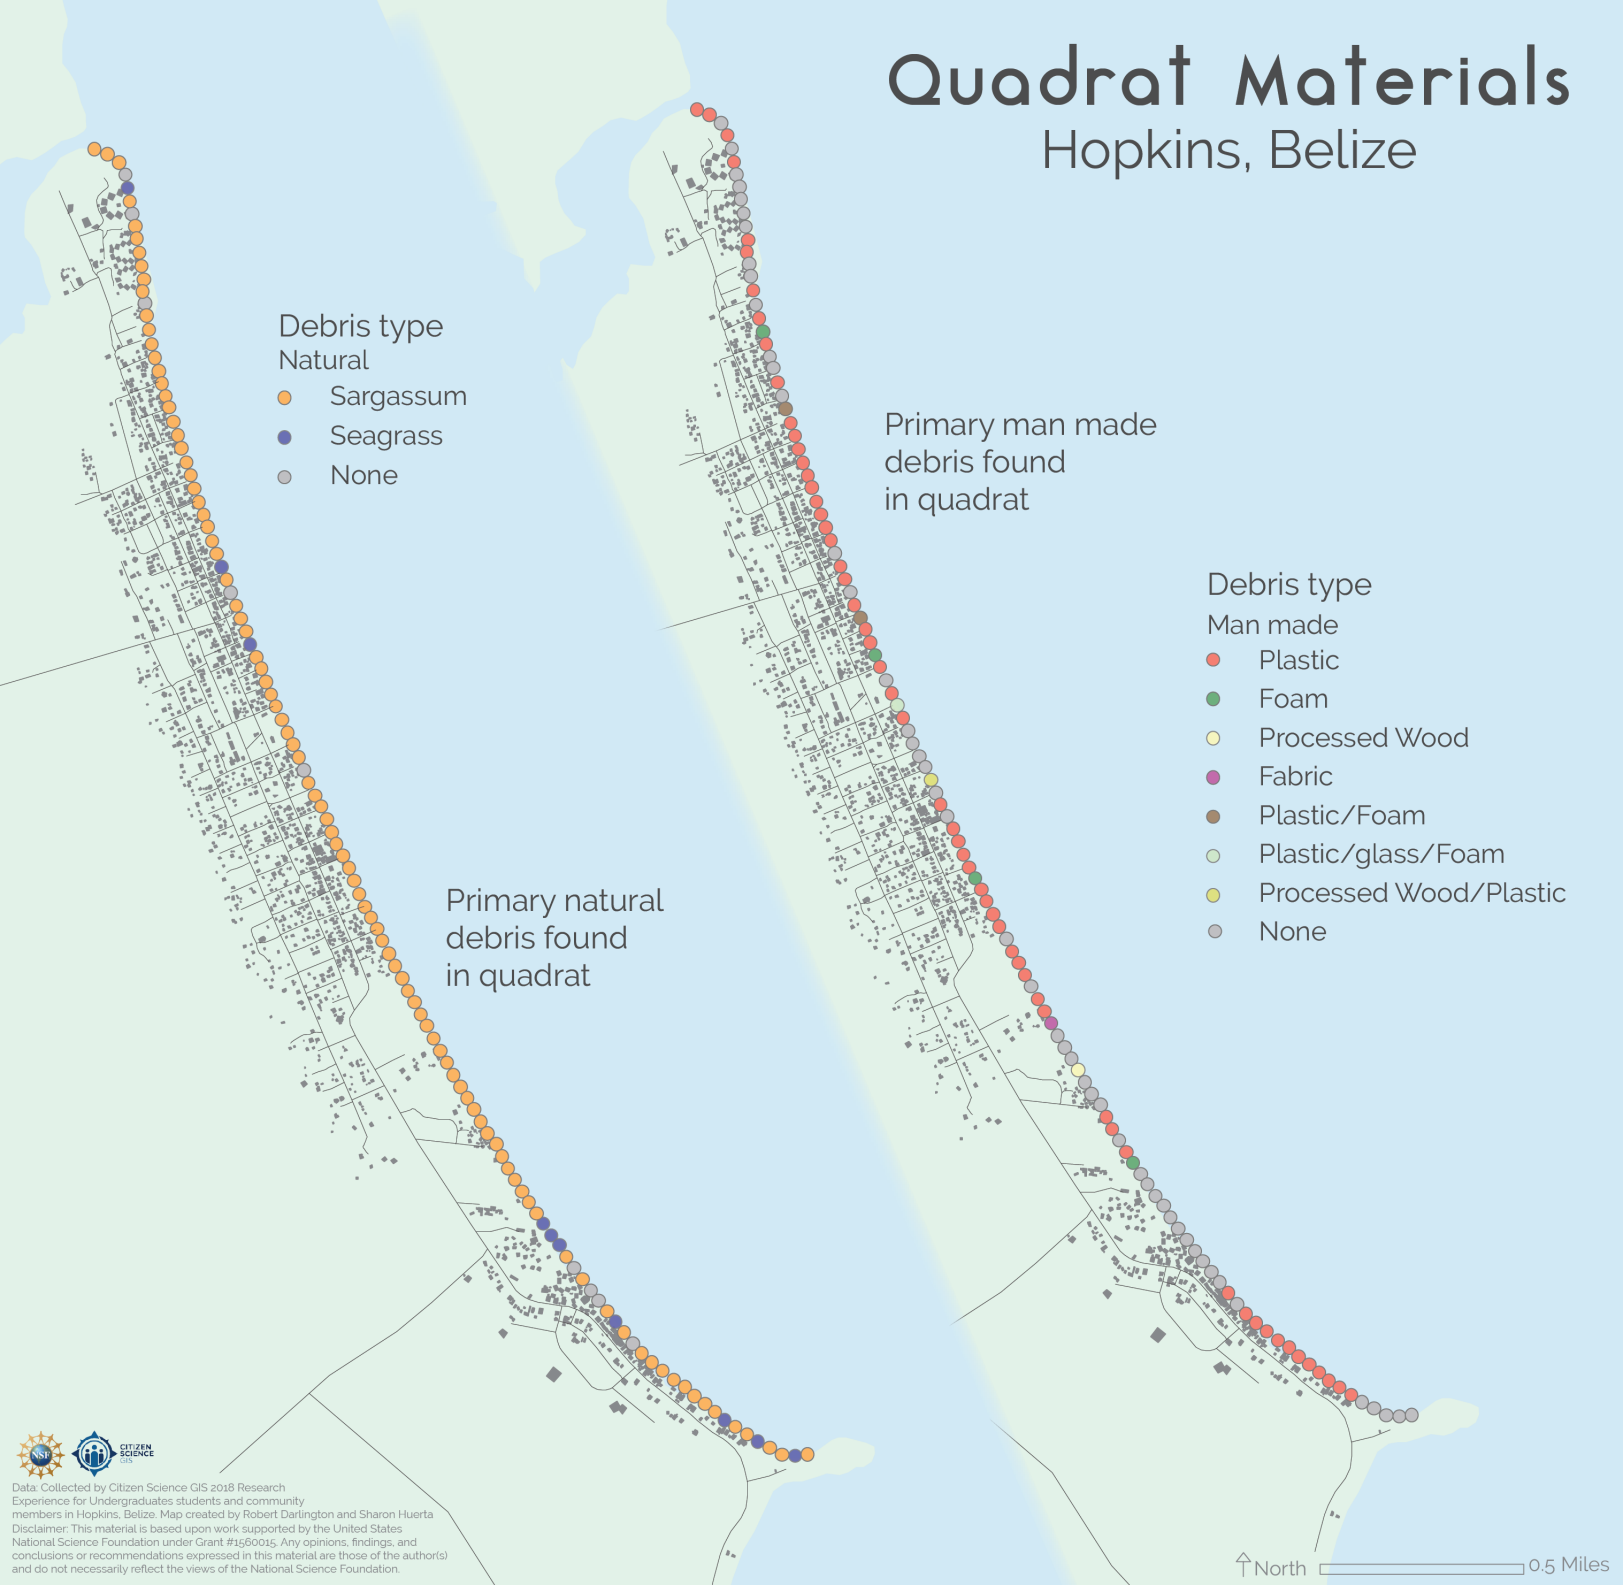 Quadrat Materials
Hopkins, Belize
Debris type
Natural
Sargassum
Seagrass
None
Primary man made
debris found
in quadrat
Debris type
Man made
Plastic
Foam
Processed Wood
Fabric
Plastic/Foam
Plastic/glass/Foam
Processed Wood/Plastic
None
Primary natural
debris found
in quadrat
NSF
CITIZEN
SCIENCE
GIS
Data: Collected by Citizen Science GIS 2018 Research
Experience for Undergraduates students and community
members in Hopkins, Belize. Map created by Robert Darlington and Sharon Huerta
Disclaimer: This material is based upon work supported by the United States
National Science Foundation under Grant #1560015. Any opinions, findings, and
conclusions or recommendations expressed in this material are those of the author(s)
and do not necessarily reflect the views of the National Science Foundation.
North
0.5 Miles